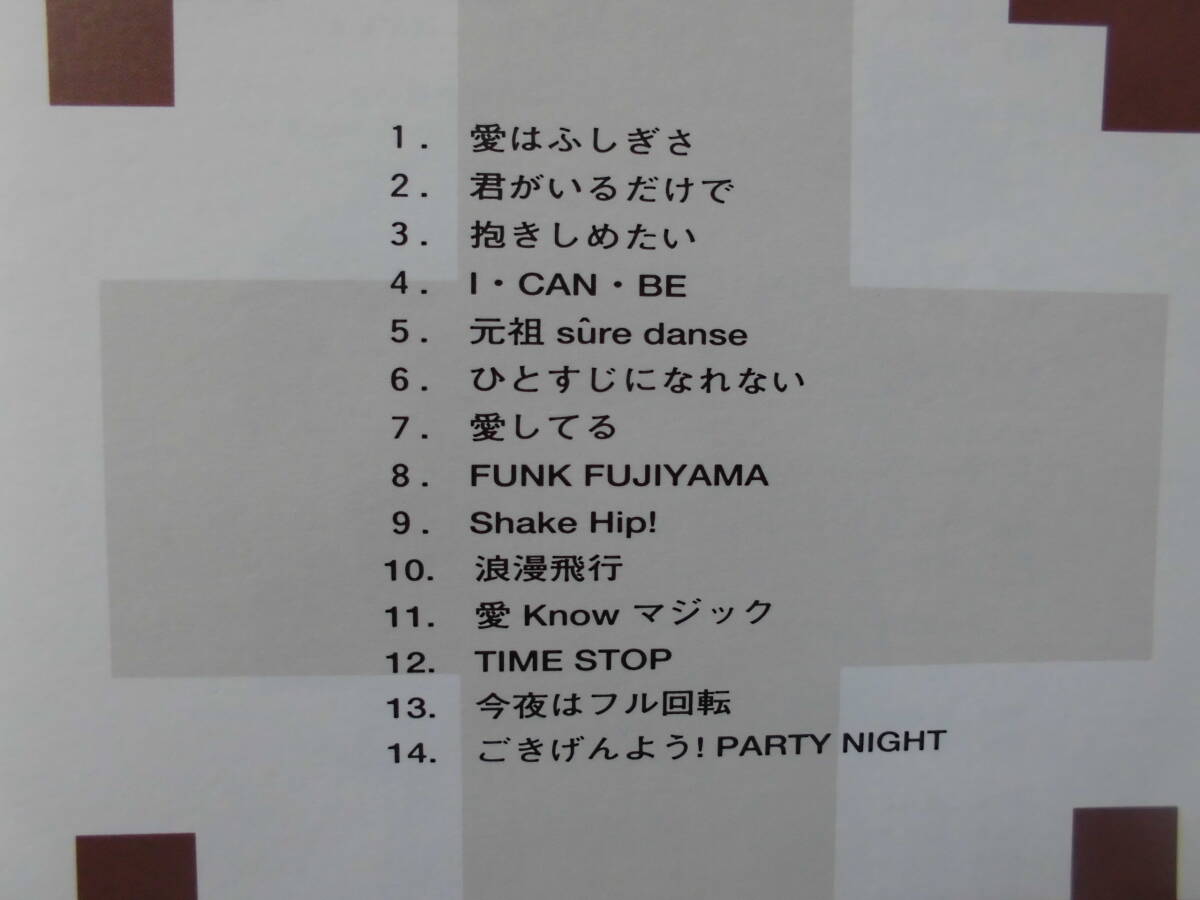 1. 愛はふしぎさ
2. 君がいるだけで
3. 抱きしめたい
4. I・CAN・BE
5. 元祖 sûre danse
6. ひとすじになれない
7. 愛してる
8. FUNK FUJIYAMA
9. Shake Hip!
10. 浪漫飛行
11. 愛 Know マジック
12. TIME STOP
13. 今夜はフル回転
14. ごきげんよう! PARTY NIGHT